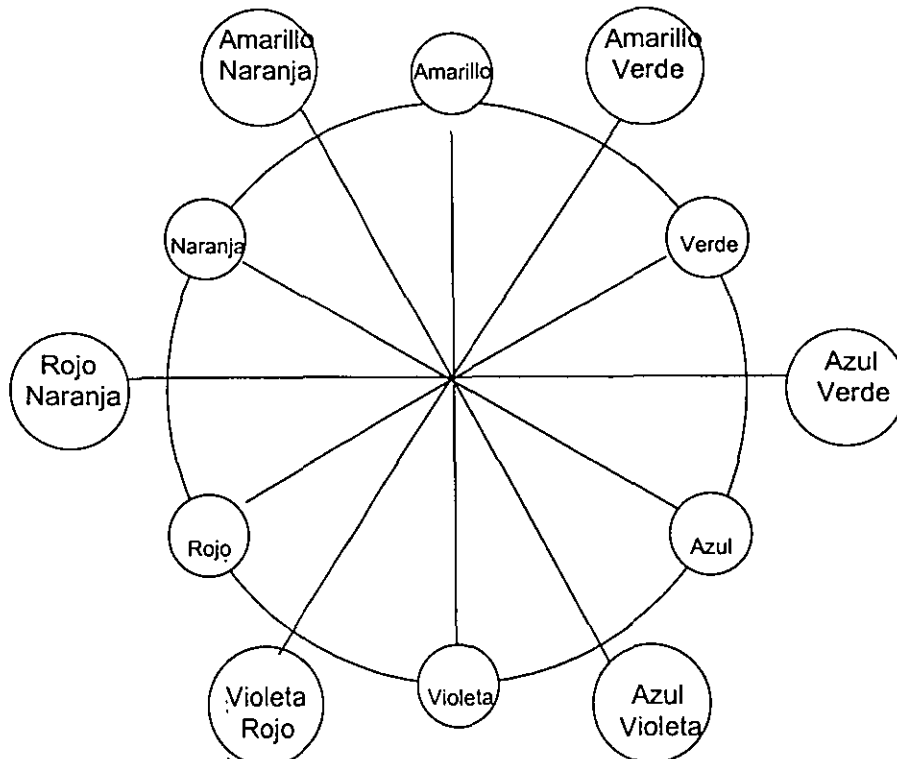 Amarillo
Naranja
Amarillo
Amarillo
Verde
Naranja
Verde
Rojo
Naranja
Azul
Verde
Rojo
Azul
Violeta
Rojo
Violeta
Azul
Violeta